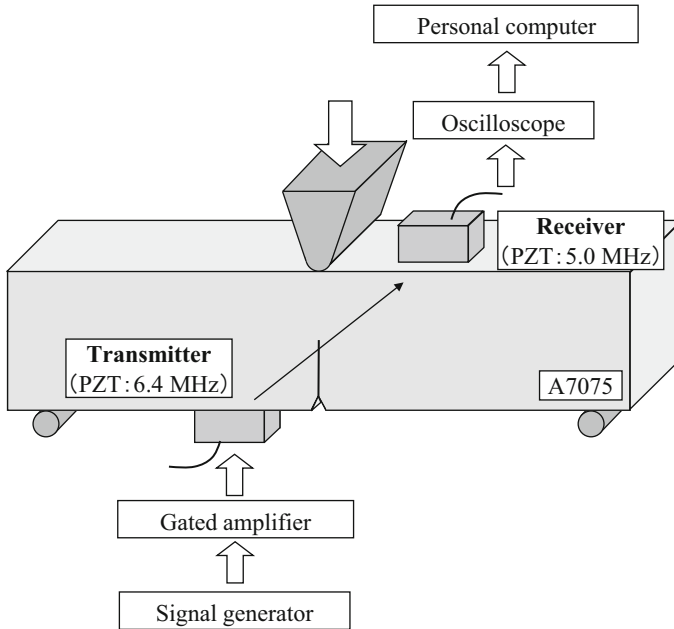 Personal computer
Oscilloscope
Receiver
(PZT: 5.0 MHz)
Transmitter
(PZT: 6.4 MHz)
A7075
Gated amplifier
Signal generator